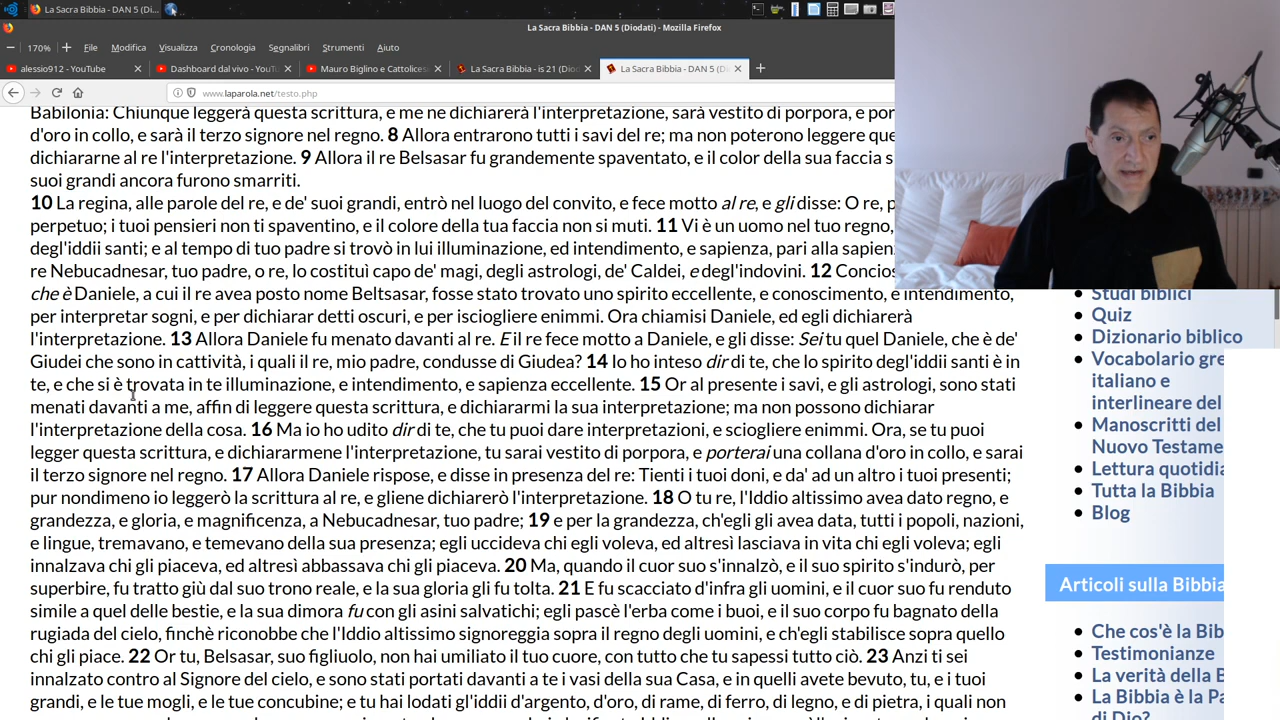 La Sacra Bibbia - DAN 5 (Di...
La Sacra Bibbia - DAN 5 (Diodati) - Mozilla Firefox
170% File Modifica Visualizza Cronologia Segnalibri Strumenti Aiuto
alessio912 - YouTube
Dashboard dal vivo - YouTu
Mauro Biglino e Cattolices
La Sacra Bibbia - is 21 (Diod
La Sacra Bibbia - DAN 5 (Di
www.laparola.net/testo.php
Babilonia: Chiunque leggerà questa scrittura, e me ne dichiarerà l'interpretazione, sarà vestito di porpora, e por
d'oro in collo, e sarà il terzo signore nel regno. 8 Allora entrarono tutti i savi del re; ma non poterono leggere que
dichiararne al re l'interpretazione. 9 Allora il re Belsasar fu grandemente spaventato, e il color della sua faccia s
suoi grandi ancora furono smarriti.
10 La regina, alle parole del re, e de' suoi grandi, entrò nel luogo del convito, e fece motto al re, e gli disse: O re, p
perpetuo; i tuoi pensieri non ti spaventino, e il colore della tua faccia non si muti. 11 Vi è un uomo nel tuo regno,
degl'iddii santi; e al tempo di tuo padre si trovò in lui illuminazione, ed intendimento, e sapienza, pari alla sapien
re Nebucadnesar, tuo padre, o re, lo costituì capo de' magi, degli astrologi, de' Caldei, e degl'indovini. 12 Concios
che è Daniele, a cui il re avea posto nome Beltsasar, fosse stato trovato uno spirito eccellente, e conoscimento, e intendimento,
per interpretar sogni, e per dichiarar detti oscuri, e per isciogliere enimmi. Ora chiamisi Daniele, ed egli dichiarerà
l'interpretazione. 13 Allora Daniele fu menato davanti al re. E il re fece motto a Daniele, e gli disse: Sei tu quel Daniele, che è de'
Giudei che sono in cattività, i quali il re, mio padre, condusse di Giudea? 14 Io ho inteso dir di te, che lo spirito degl'iddii santi è in
te, e che si è trovata in te illuminazione, e intendimento, e sapienza eccellente. 15 Or al presente i savi, e gli astrologi, sono stati
menati davanti a me, affin di leggere questa scrittura, e dichiararmi la sua interpretazione; ma non possono dichiarar
l'interpretazione della cosa. 16 Ma io ho udito dir di te, che tu puoi dare interpretazioni, e sciogliere enimmi. Ora, se tu puoi
legger questa scrittura, e dichiararmene l'interpretazione, tu sarai vestito di porpora, e porterai una collana d'oro in collo, e sarai
il terzo signore nel regno. 17 Allora Daniele rispose, e disse in presenza del re: Tienti i tuoi doni, e da' ad un altro i tuoi presenti;
pur nondimeno io leggerò la scrittura al re, e gliene dichiarerò l'interpretazione. 18 O tu re, l'Iddio altissimo avea dato regno, e
grandezza, e gloria, e magnificenza, a Nebucadnesar, tuo padre; 19 e per la grandezza, ch'egli gli avea data, tutti i popoli, nazioni,
e lingue, tremavano, e temevano della sua presenza; egli uccideva chi egli voleva, ed altresì lasciava in vita chi egli voleva; egli
innalzava chi gli piaceva, ed altresì abbassava chi gli piaceva. 20 Ma, quando il cuor suo s'innalzò, e il suo spirito s'indurò, per
superbire, fu tratto giù dal suo trono reale, e la sua gloria gli fu tolta. 21 E fu scacciato d'infra gli uomini, e il cuor suo fu renduto
simile a quel delle bestie, e la sua dimora fu con gli asini salvatichi; egli pascè l'erba come i buoi, e il suo corpo fu bagnato della
rugiada del cielo, finchè riconobbe che l'Iddio altissimo signoreggia sopra il regno degli uomini, e ch'egli stabilisce sopra quello
chi gli piace. 22 Or tu, Belsasar, suo figliuolo, non hai umiliato il tuo cuore, con tutto che tu sapessi tutto ciò. 23 Anzi ti sei
innalzato contro al Signore del cielo, e sono stati portati davanti a te i vasi della sua Casa, e in quelli avete bevuto, tu, e i tuoi
grandi, e le tue mogli, e le tue concubine; e tu hai lodati gl'iddii d'argento, d'oro, di rame, di ferro, di legno, e di pietra, i quali non
Studi biblici
Quiz
Dizionario biblico
Vocabolario gre
italiano e
interlineare del
Manoscritti del
Nuovo Testame
Lettura quotidia
Tutta la Bibbia
Blog
Articoli sulla Bibbia
Che cos'è la Bib
Testimonianze
La verità della B
La Bibbia è la Pa
di Dio?